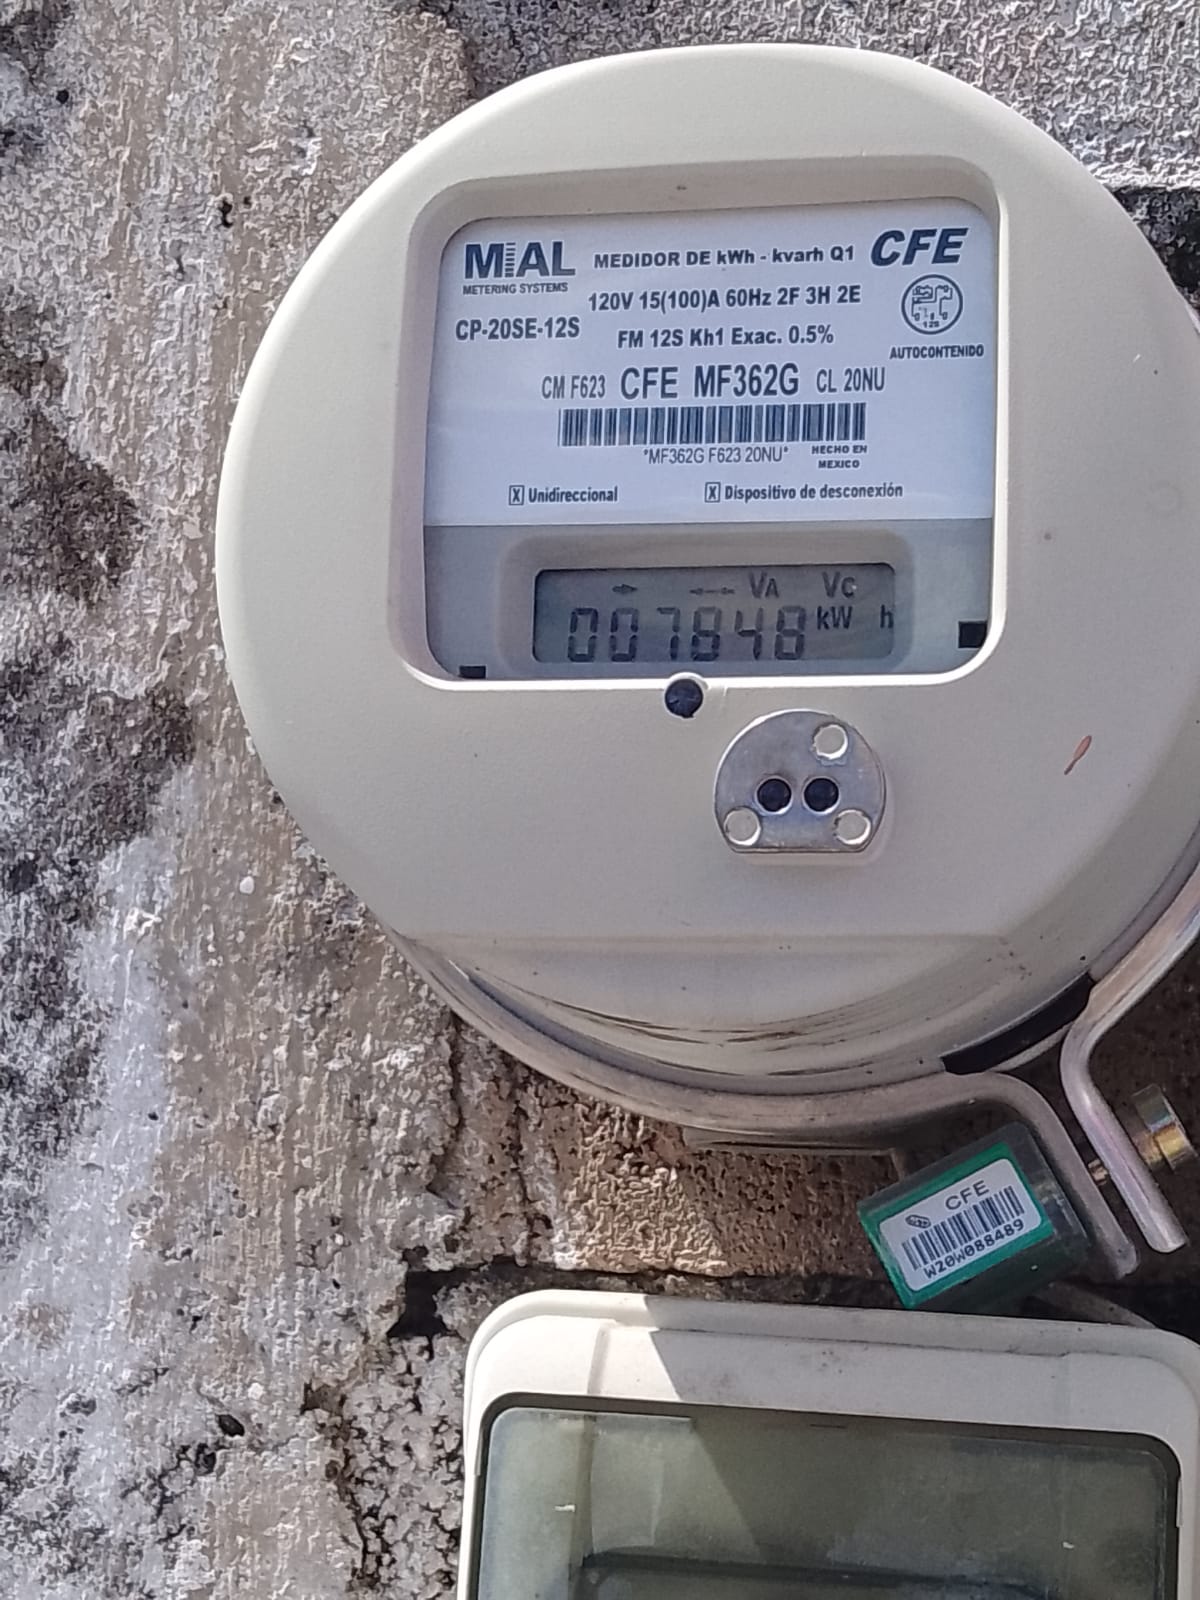 MIAL
METERING SYSTEMS
MEDIDOR DE kWh - kvarh Q1
CFE
120V 15(100)A 60Hz 2F 3H 2E
CP-20SE-12S
FM 12S Kh1 Exac. 0.5%
12S
AUTOCONTENIDO
CM F623 CFE MF362G CL 20NU
*MF362G F623 20NU*
HECHO EN
MEXICO
X Unidireccional
X Dispositivo de desconexión
VA VC
007848 kW h
CFE
W20W088489